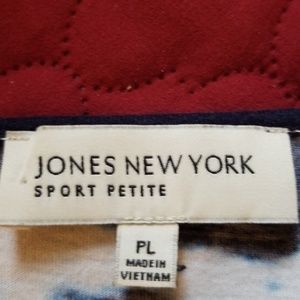 JONES NEW YORK
SPORT PETITE
PL
MADE IN
VIETNAM